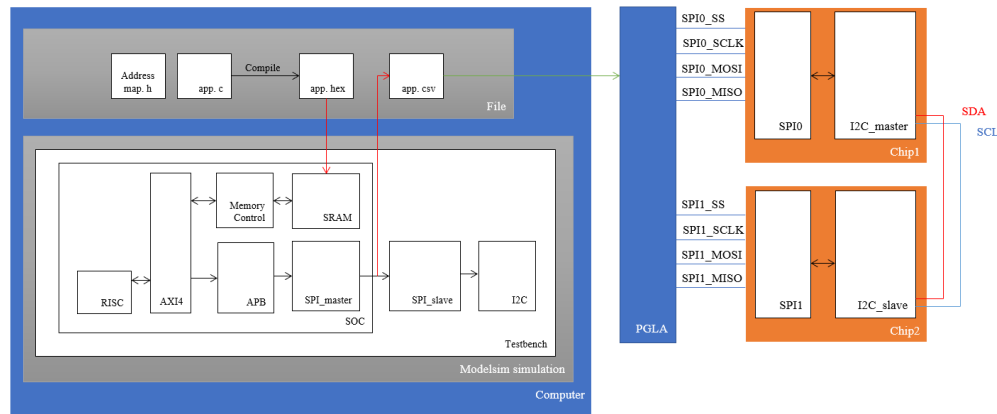 Address
map. h
app. c
Compile
app. hex
app. csv
File
RISC
AXI4
Memory
Control
SRAM
APB
SPI_master
SOC
SPI_slave
I2C
Testbench
Modelsim simulation
Computer
PGLA
SPI0_SS
SPI0_SCLK
SPI0_MOSI
SPI0_MISO
SPI0
I2C_master
Chip1
SDA
SCL
SPI1_SS
SPI1_SCLK
SPI1_MOSI
SPI1_MISO
SPI1
I2C_slave
Chip2